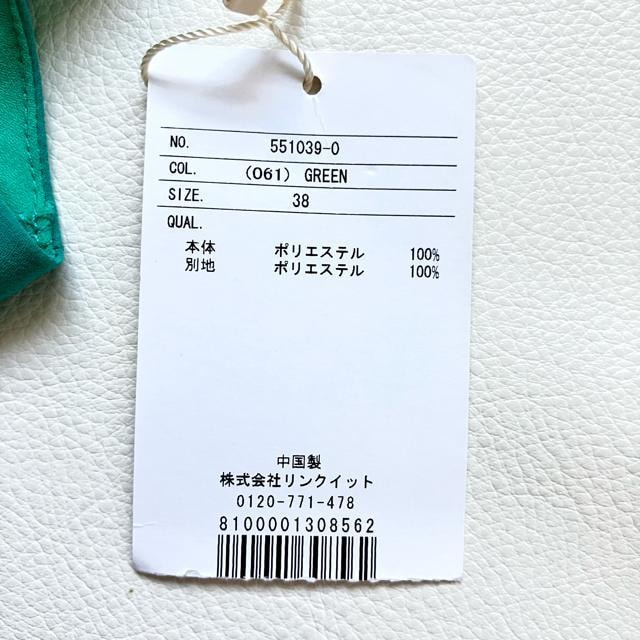 NO. 551039-0
COL. (061) GREEN
SIZE. 38
QUAL.
本体 ポリエステル 100%
別地 ポリエステル 100%
中国製
株式会社リンクイット
0120-771-478
8100001308562